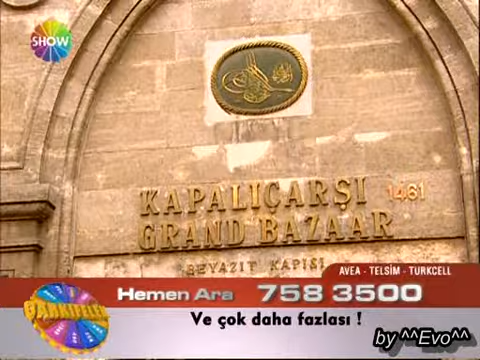 SHOW
KAPALIÇARŞI 1461
GRAND BAZAAR
BEYAZIT KAPISI
AVEA - TELSİM - TURKCELL
Hemen Ara 758 3500
ÇARKIFELEK
Ve çok daha fazlası !
by ^^Evo^^